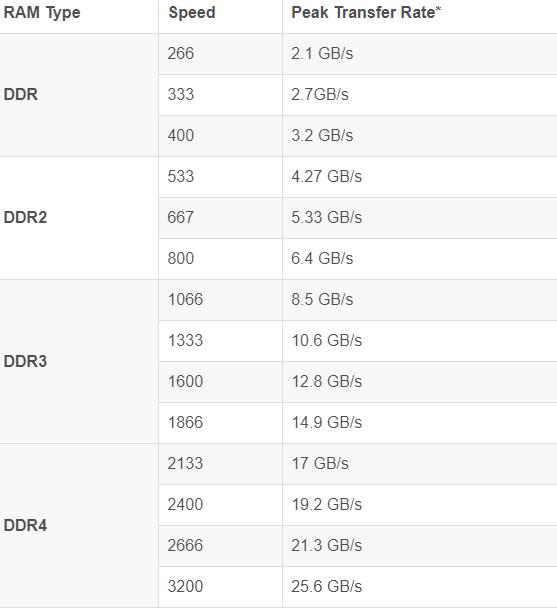 RAM Type Speed Peak Transfer Rate*
266 2.1 GB/s
DDR 333 2.7GB/s
400 3.2 GB/s
533 4.27 GB/s
DDR2 667 5.33 GB/s
800 6.4 GB/s
1066 8.5 GB/s
1333 10.6 GB/s
DDR3
1600 12.8 GB/s
1866 14.9 GB/s
2133 17 GB/s
2400 19.2 GB/s
DDR4
2666 21.3 GB/s
3200 25.6 GB/s